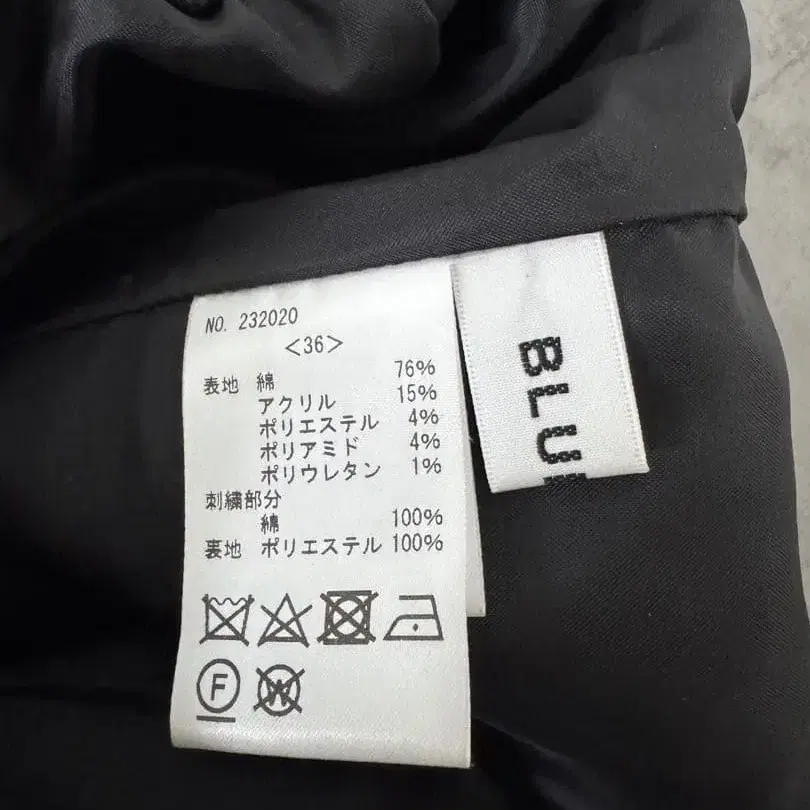 NO. 232020
<36>
表地 綿 76%
アクリル 15%
ポリエステル 4%
ポリアミド 4%
ポリウレタン 1%
刺繍部分
綿 100%
裏地 ポリエステル 100%
F
W
BLU